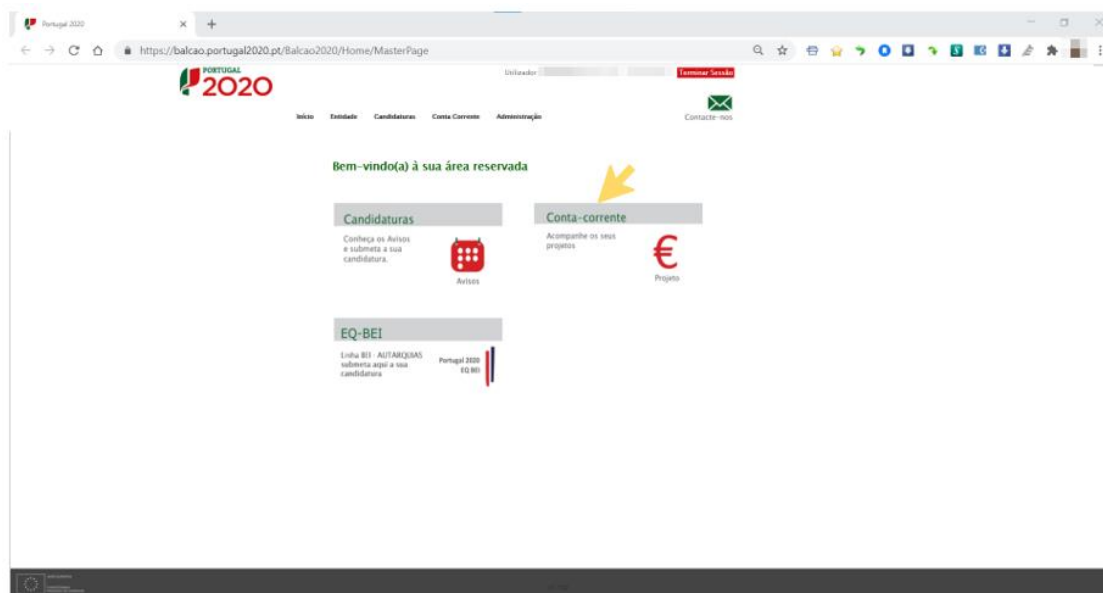 Portugal 2020
https://balcao.portugal2020.pt/Balcao2020/Home/MasterPage
PORTUGAL
2020
Utilizador
Terminar Sessão
Contacte-nos
Início Entidade Candidaturas Conta Corrente Administração
Bem-vindo(a) à sua área reservada
Candidaturas
Conheça os Avisos
e submeta a sua
candidatura.
Avisos
Conta-corrente
Acompanhe os seus
projetos
€
Projeto
EQ-BEI
Linha BEI - AUTARQUIAS
submeta aqui a sua
candidatura
Portugal 2020
EQ BEI